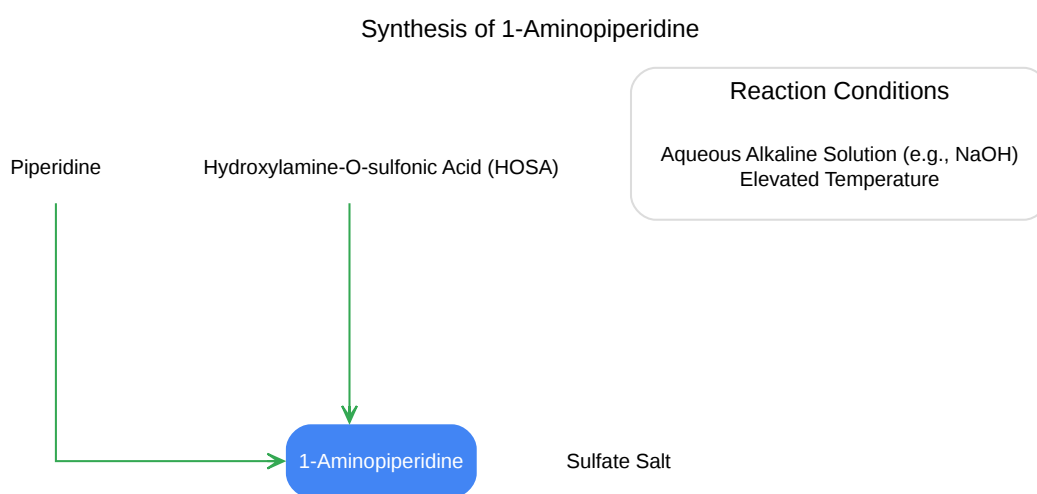 Synthesis of 1-Aminopiperidine
Reaction Conditions
Aqueous Alkaline Solution (e.g., NaOH)
Elevated Temperature
Piperidine
Hydroxylamine-O-sulfonic Acid (HOSA)
1-Aminopiperidine
Sulfate Salt